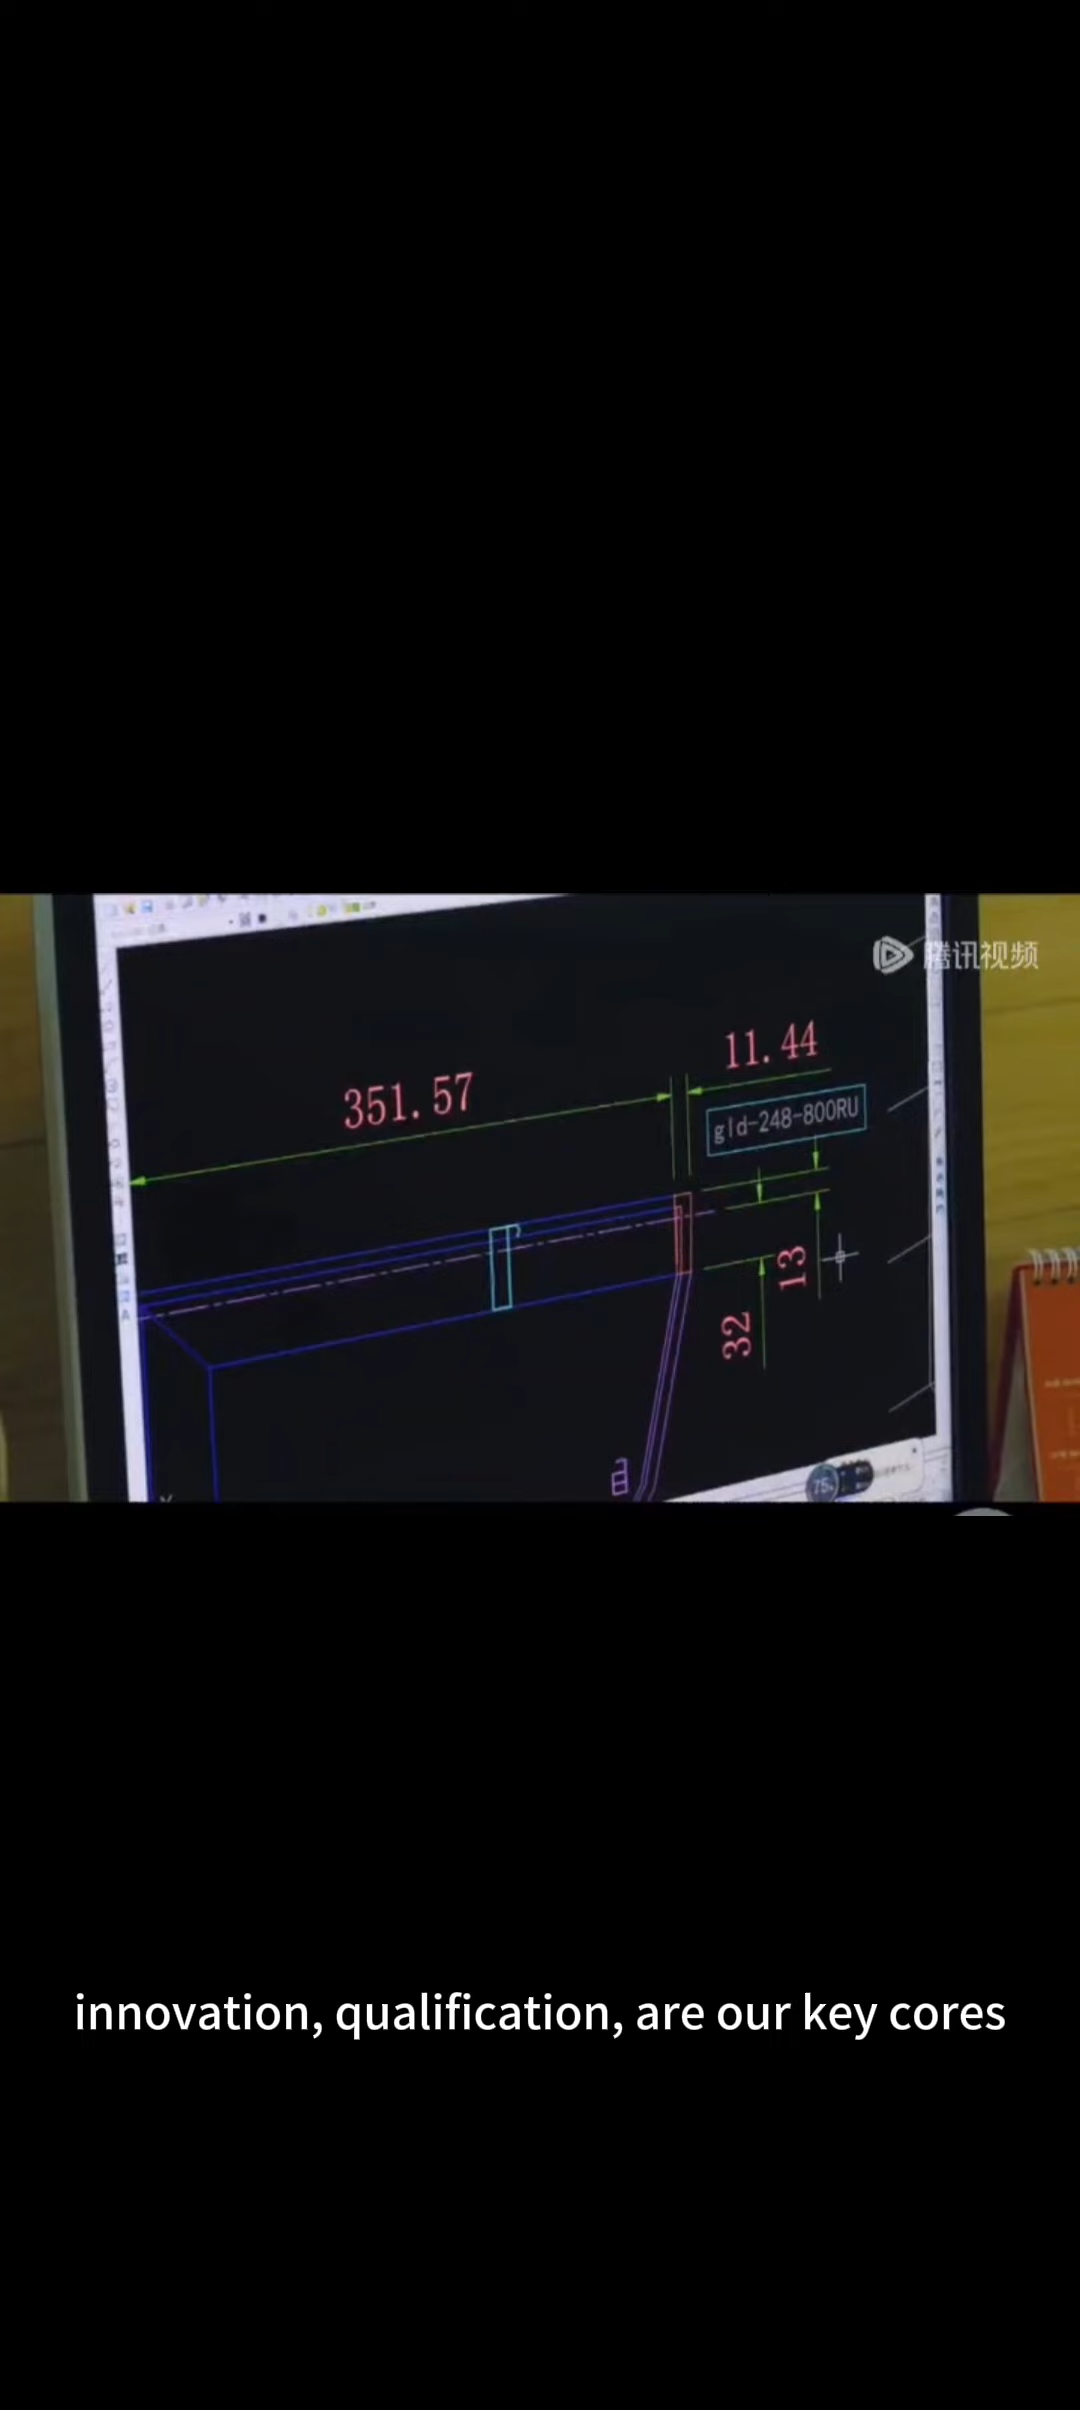 腾讯视频
11.44
351.57
gld-248-800RU
13
32
75%
innovation, qualification, are our key cores